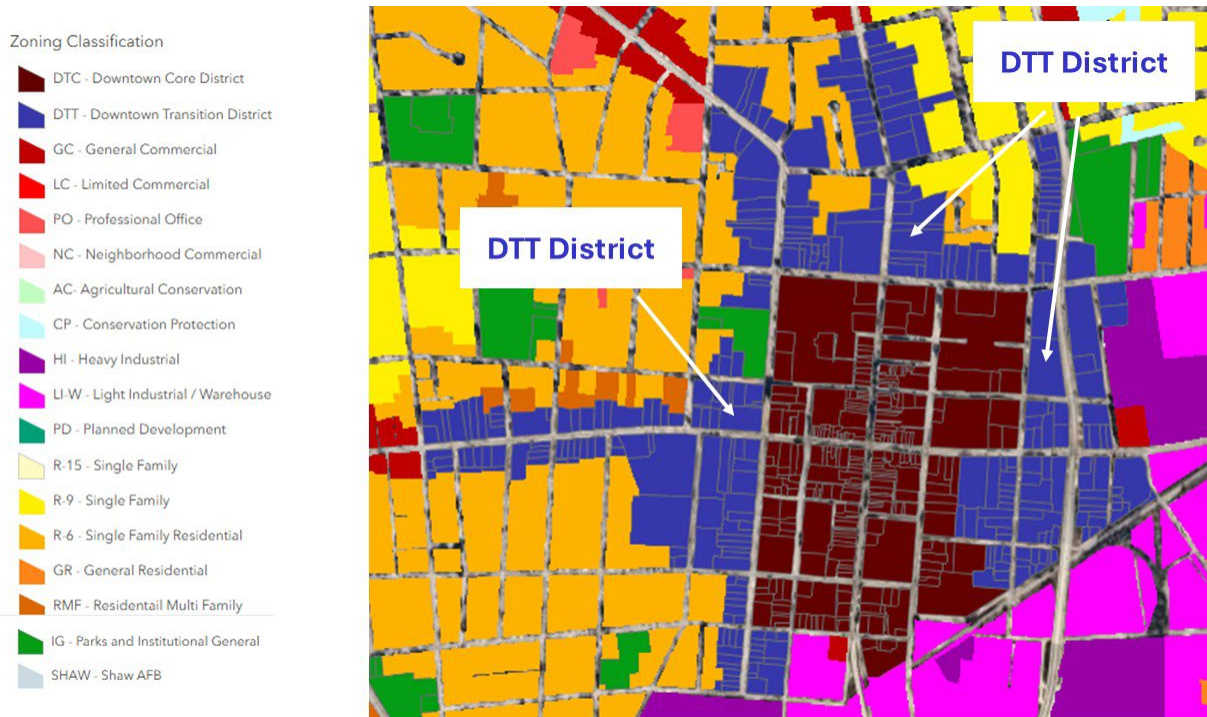 Zoning Classification
DTC - Downtown Core District
DTT - Downtown Transition District
GC - General Commercial
LC - Limited Commercial
PO - Professional Office
NC - Neighborhood Commercial
AC- Agricultural Conservation
CP - Conservation Protection
HI - Heavy Industrial
LI-W - Light Industrial / Warehouse
PD - Planned Development
R-15 - Single Family
R-9 - Single Family
R-6 - Single Family Residential
GR - General Residential
RMF - Residentail Multi Family
IG - Parks and Institutional General
SHAW - Shaw AFB
DTT District
DTT District